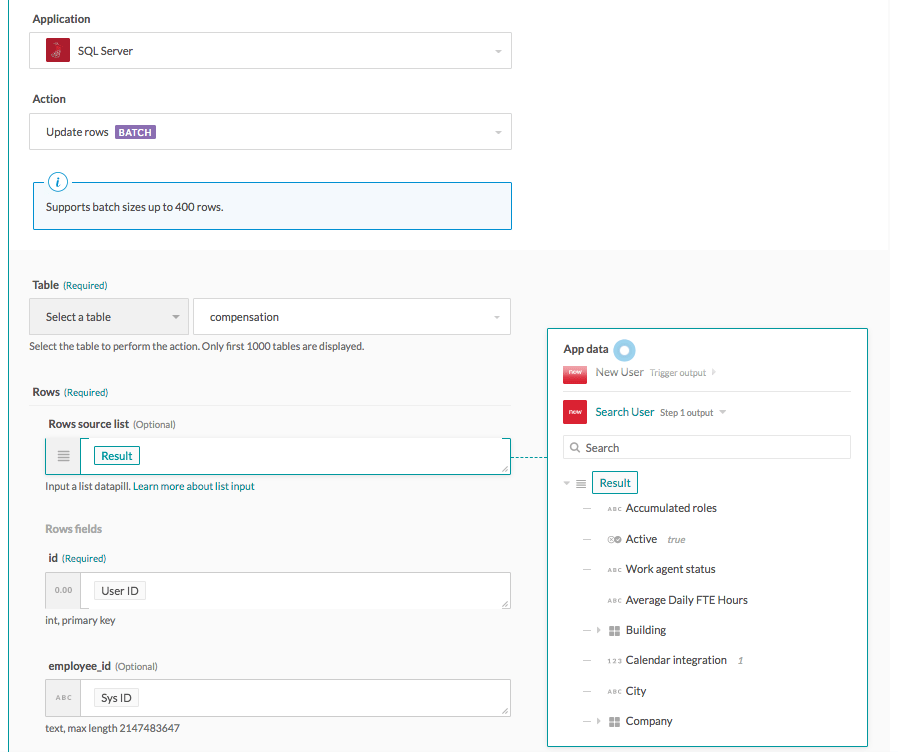 Application
SQL Server
Action
Update rows BATCH
i
Supports batch sizes up to 400 rows.
Table (Required)
Select a table
compensation
Select the table to perform the action. Only first 1000 tables are displayed.
Rows (Required)
Rows source list (Optional)
Result
Input a list datapill. Learn more about list input
Rows fields
id (Required)
0.00 User ID
int, primary key
employee_id (Optional)
ABC Sys ID
text, max length 2147483647
App data
now New User Trigger output
now Search User Step 1 output
Search
Result
ABC Accumulated roles
Active true
ABC Work agent status
ABC Average Daily FTE Hours
Building
123 Calendar integration 1
ABC City
Company